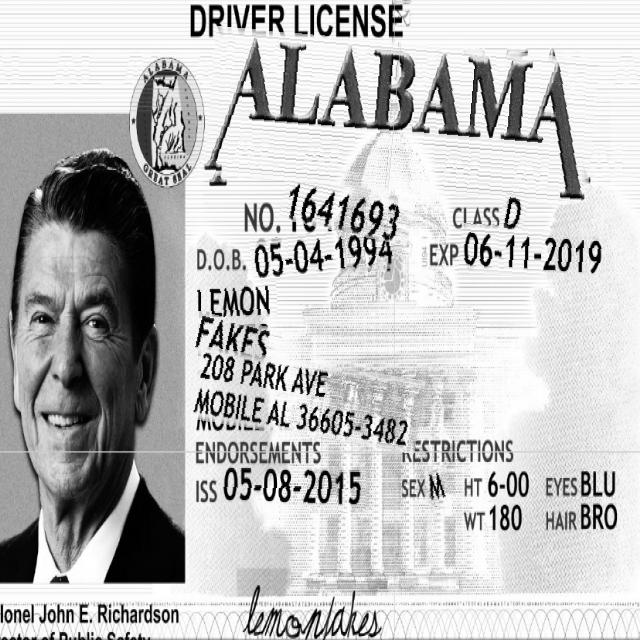 DRIVER LICENSE
ALABAMA
ALABAMA
GREAT SEAL
NO. 1641693 CLASS D
D.O.B. 05-04-1994 EXP 06-11-2019
LEMON
FAKES
208 PARK AVE
MOBILE AL 36605-3482
ENDORSEMENTS RESTRICTIONS
ISS 05-08-2015 SEX M HT 6-00 EYES BLU
WT 180 HAIR BRO
lemonfakes
lonel John E. Richardson
ector of Public Safety